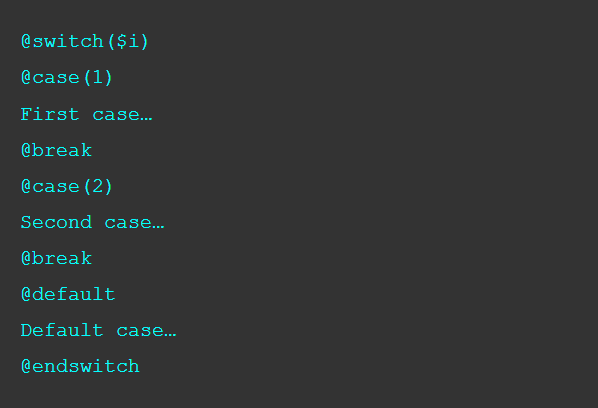 @switch($i)
@case(1)
First case…
@break
@case(2)
Second case…
@break
@default
Default case…
@endswitch